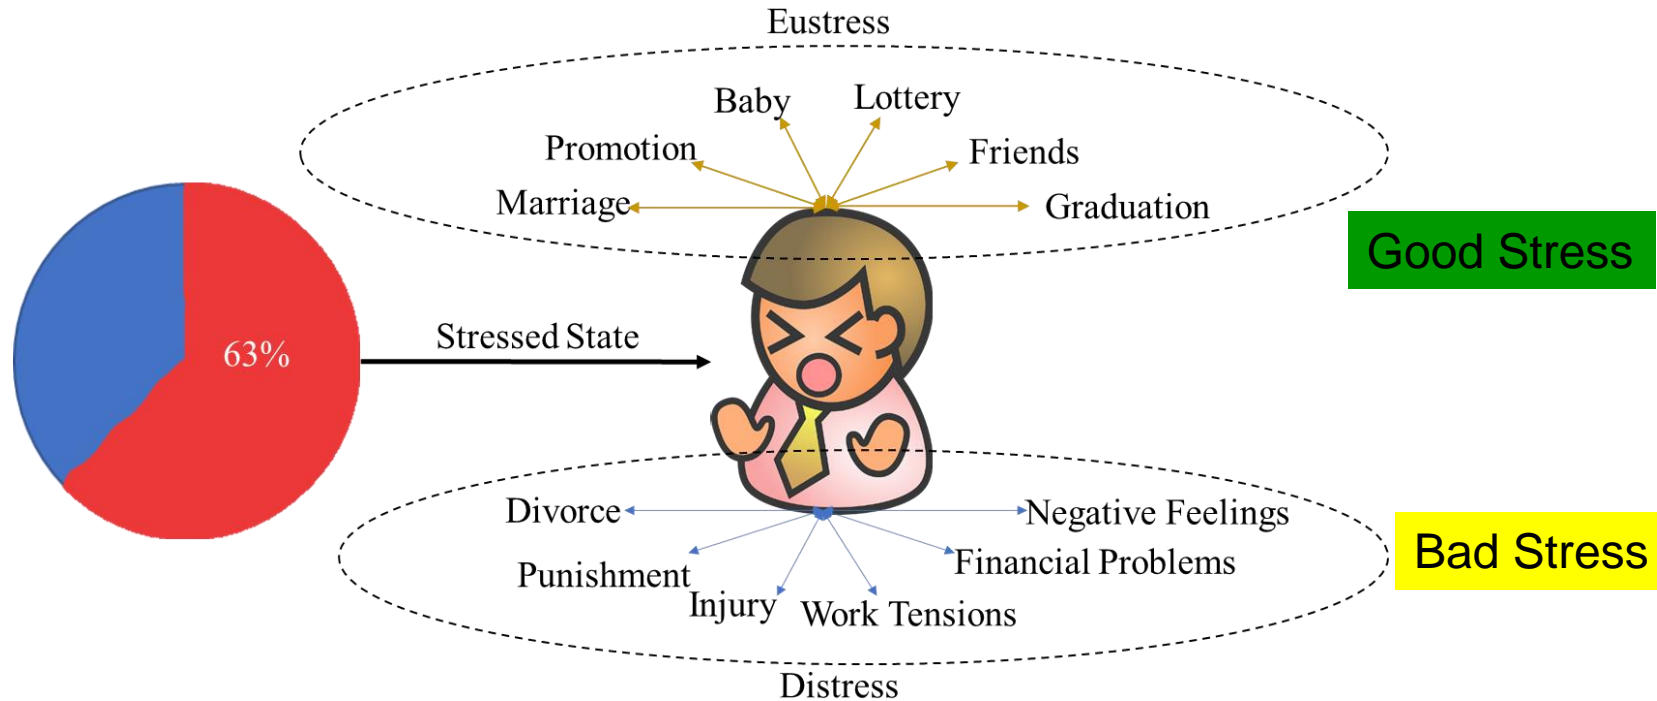 Eustress
Baby
Lottery
Promotion
Friends
Marriage
Graduation
Good Stress
63%
Stressed State
Divorce
Negative Feelings
Punishment
Financial Problems
Injury
Work Tensions
Bad Stress
Distress